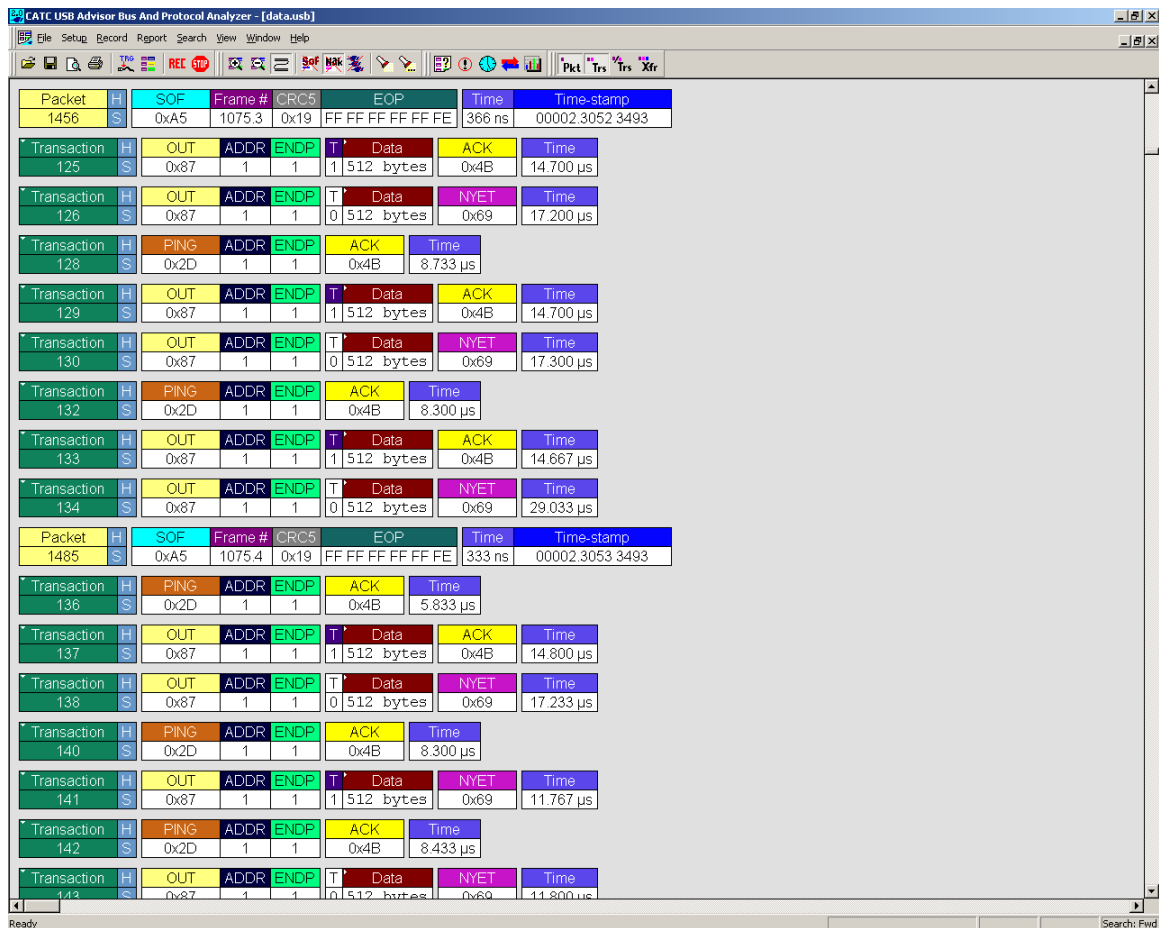 CATC USB Advisor Bus And Protocol Analyzer - [data.usb]
File Setup Record Report Search View Window Help
TRG REC STOP Sof Nak Pkt Trs Trs Xfr
Packet H SOF Frame # CRC5 EOP Time Time-stamp
1456 S 0xA5 1075.3 0x19 FF FF FF FF FF FE 366 ns 00002.3052 3493
Transaction H OUT ADDR ENDP T Data ACK Time
125 S 0x87 1 1 1 512 bytes 0x4B 14.700 µs
Transaction H OUT ADDR ENDP T Data NYET Time
126 S 0x87 1 1 0 512 bytes 0x69 17.200 µs
Transaction H PING ADDR ENDP ACK Time
128 S 0x2D 1 1 0x4B 8.733 µs
Transaction H OUT ADDR ENDP T Data ACK Time
129 S 0x87 1 1 1 512 bytes 0x4B 14.700 µs
Transaction H OUT ADDR ENDP T Data NYET Time
130 S 0x87 1 1 0 512 bytes 0x69 17.300 µs
Transaction H PING ADDR ENDP ACK Time
132 S 0x2D 1 1 0x4B 8.300 µs
Transaction H OUT ADDR ENDP T Data ACK Time
133 S 0x87 1 1 1 512 bytes 0x4B 14.667 µs
Transaction H OUT ADDR ENDP T Data NYET Time
134 S 0x87 1 1 0 512 bytes 0x69 29.033 µs
Packet H SOF Frame # CRC5 EOP Time Time-stamp
1485 S 0xA5 1075.4 0x19 FF FF FF FF FF FE 333 ns 00002.3053 3493
Transaction H PING ADDR ENDP ACK Time
136 S 0x2D 1 1 0x4B 5.833 µs
Transaction H OUT ADDR ENDP T Data ACK Time
137 S 0x87 1 1 1 512 bytes 0x4B 14.800 µs
Transaction H OUT ADDR ENDP T Data NYET Time
138 S 0x87 1 1 0 512 bytes 0x69 17.233 µs
Transaction H PING ADDR ENDP ACK Time
140 S 0x2D 1 1 0x4B 8.300 µs
Transaction H OUT ADDR ENDP T Data NYET Time
141 S 0x87 1 1 1 512 bytes 0x69 11.767 µs
Transaction H PING ADDR ENDP ACK Time
142 S 0x2D 1 1 0x4B 8.433 µs
Transaction H OUT ADDR ENDP T Data NYET Time
143 S 0x87 1 1 0 512 bytes 0x69 11.800 µs
Ready Search: Fwd